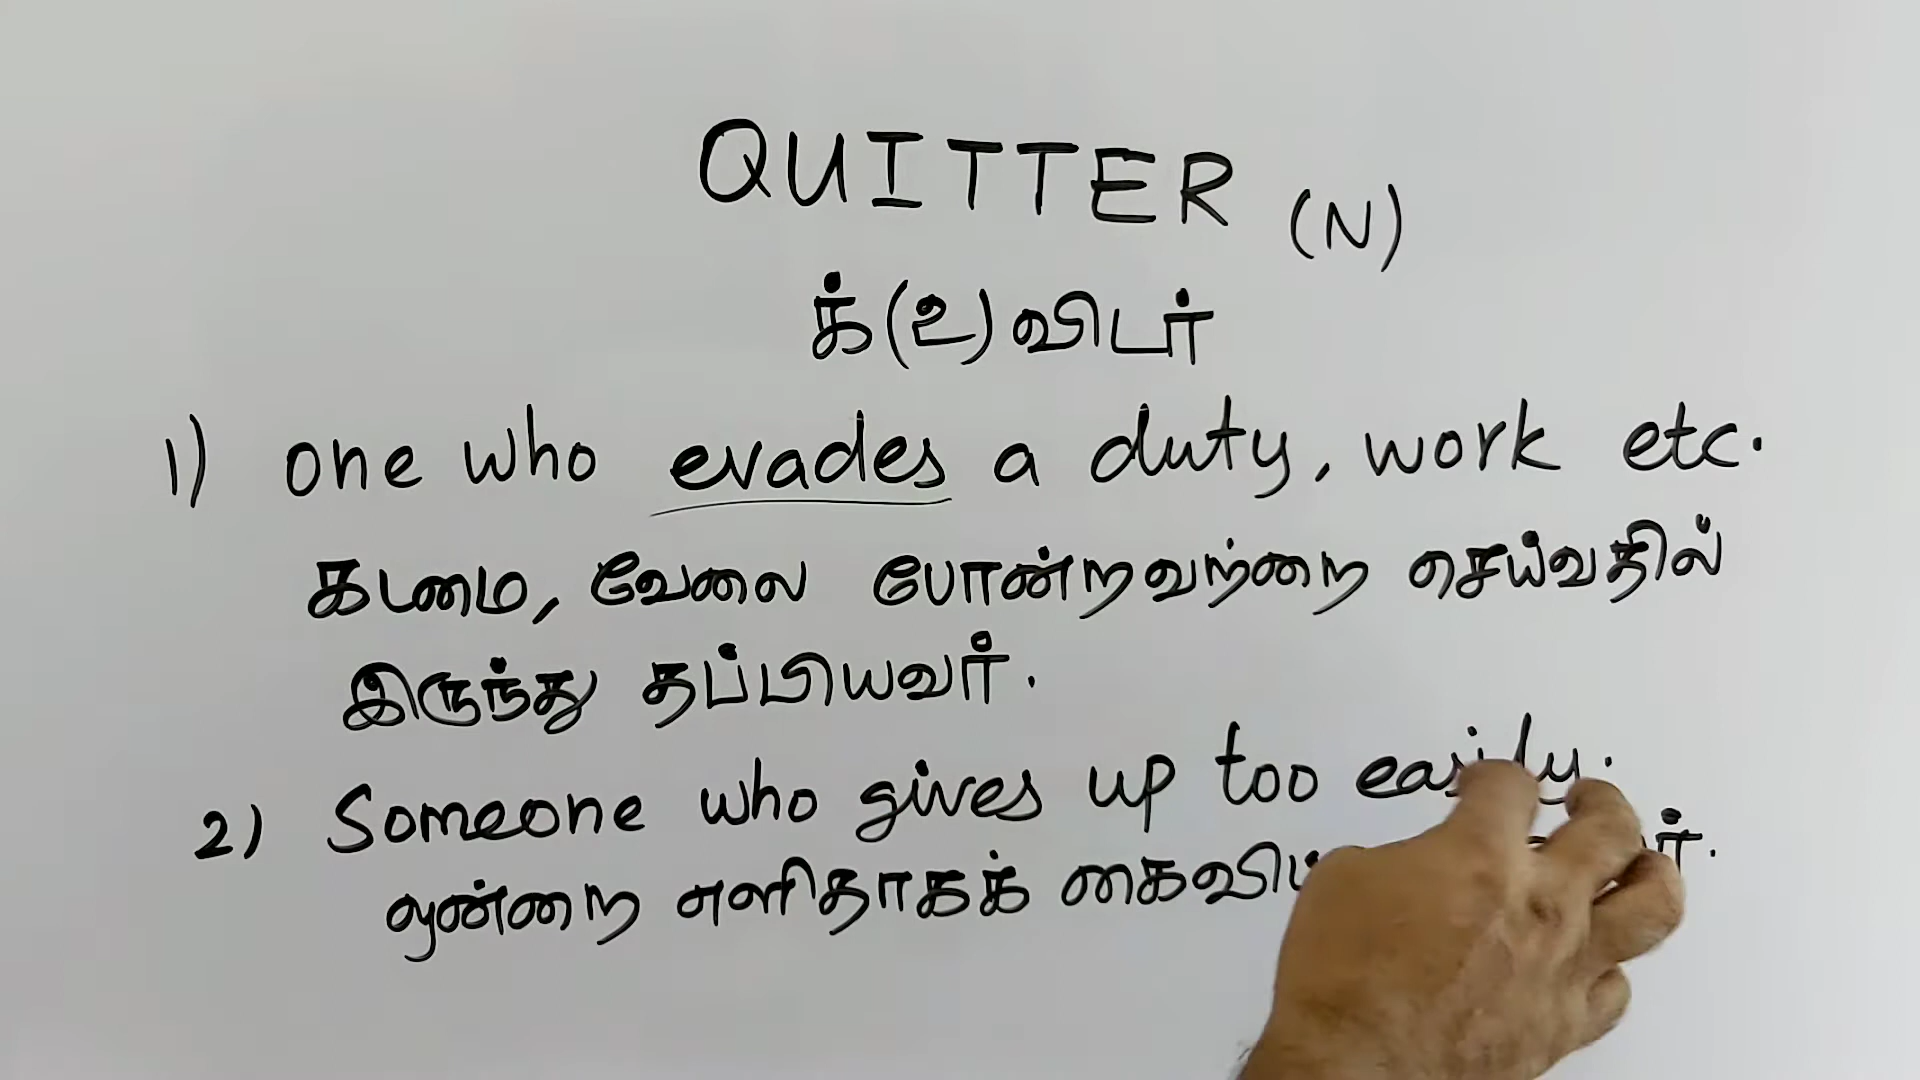 QUITTER (N)
க்(உ)விடர்
1) one who evades a duty, work etc.
கடமை, வேலை போன்றவற்றை செய்வதில்
இருந்து தப்பியவர்.
2) Someone who gives up too easily.
ஒன்றை எளிதாகக்